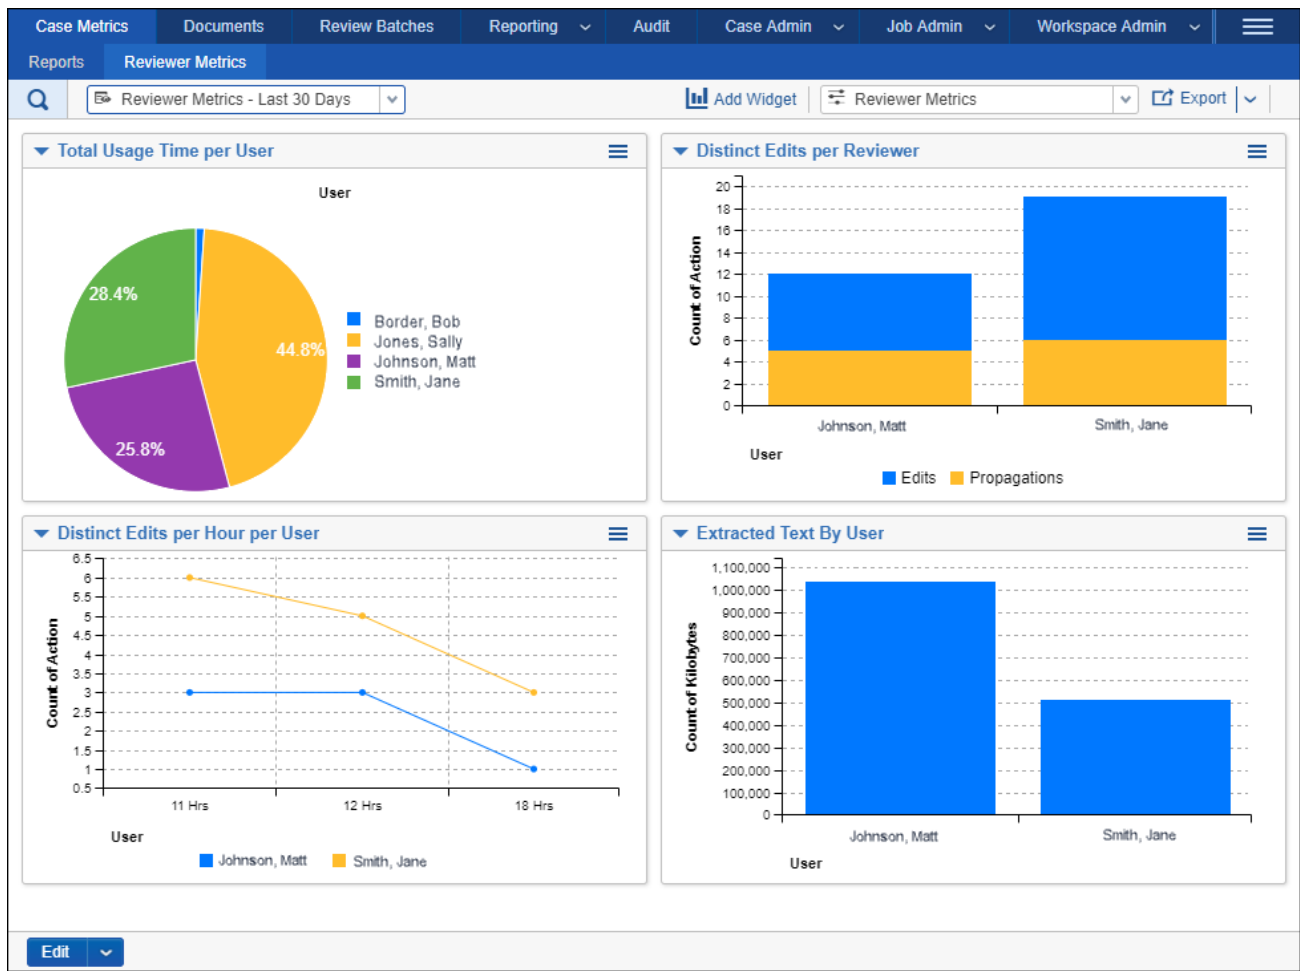 Case Metrics Documents Review Batches Reporting Audit Case Admin Job Admin Workspace Admin
Reports Reviewer Metrics
Reviewer Metrics - Last 30 Days Add Widget Reviewer Metrics Export
Total Usage Time per User
User
28.4%
44.8%
25.8%
Border, Bob
Jones, Sally
Johnson, Matt
Smith, Jane
Distinct Edits per Reviewer
Count of Action
20
18
16
14
12
10
8
6
4
2
0
Johnson, Matt Smith, Jane
User
Edits Propagations
Distinct Edits per Hour per User
Count of Action
6.5
6
5.5
5
4.5
4
3.5
3
2.5
2
1.5
1
0.5
11 Hrs 12 Hrs 18 Hrs
User
Johnson, Matt Smith, Jane
Extracted Text By User
Count of Kilobytes
1,100,000
1,000,000
900,000
800,000
700,000
600,000
500,000
400,000
300,000
200,000
100,000
0
Johnson, Matt Smith, Jane
User
Edit